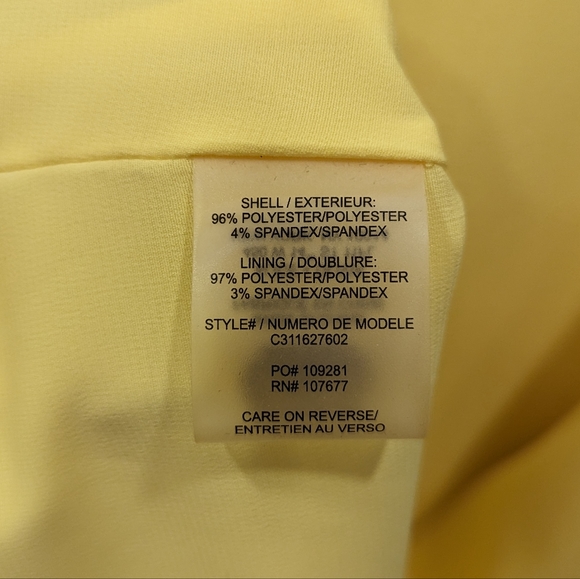 SHELL / EXTERIEUR:
96% POLYESTER/POLYESTER
4% SPANDEX/SPANDEX
LINING / DOUBLURE:
97% POLYESTER/POLYESTER
3% SPANDEX/SPANDEX
STYLE# / NUMERO DE MODELE
C311627602
PO# 109281
RN# 107677
CARE ON REVERSE/
ENTRETIEN AU VERSO